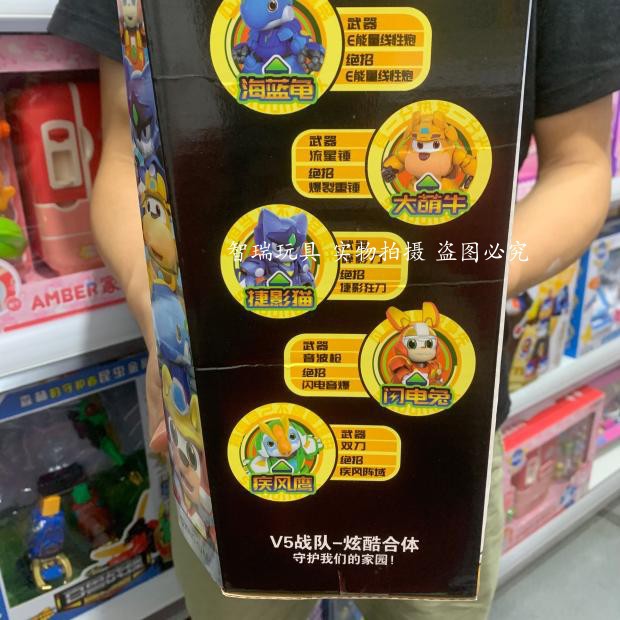 武器
E能量线性炮
绝招
E能量线性炮
海蓝龟
武器
流星锤
绝招
爆裂重锤
大萌牛
智瑞玩具 实物拍摄 盗图必究
绝招
捷影狂刀
捷影猫
武器
音波枪
绝招
闪电音爆
闪电兔
武器
双刀
绝招
疾风阵域
疾风鹰
V5战队-炫酷合体
守护我们的家园！
AMBER